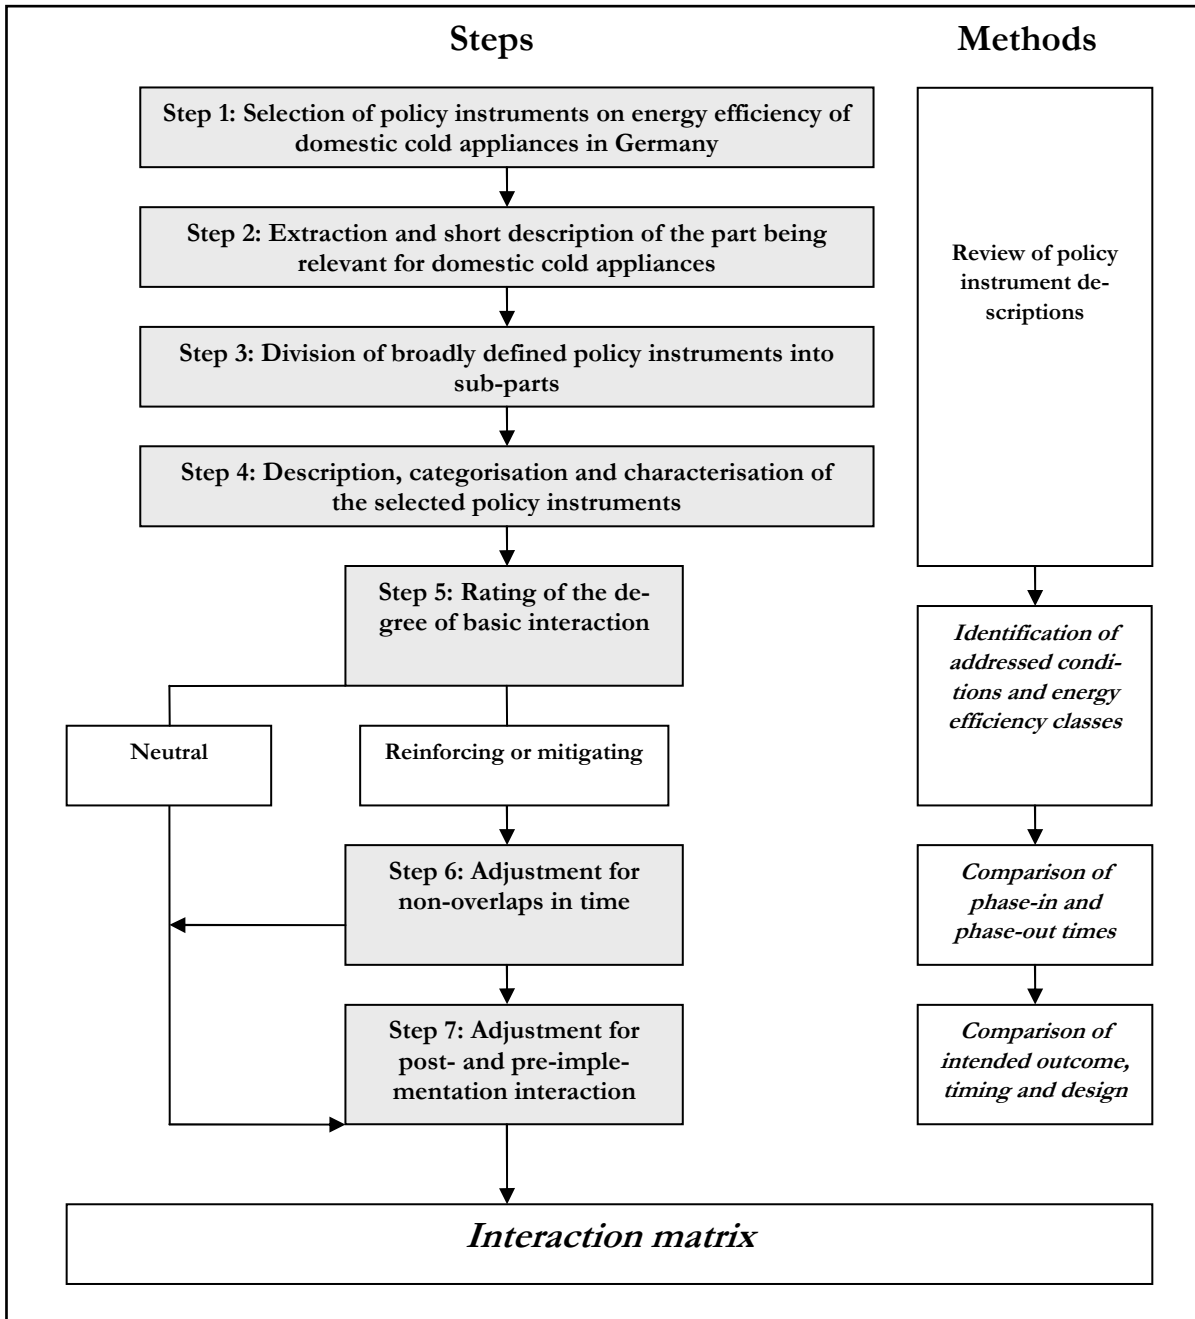 Steps
Methods
Step 1: Selection of policy instruments on energy efficiency of
domestic cold appliances in Germany
Step 2: Extraction and short description of the part being
relevant for domestic cold appliances
Step 3: Division of broadly defined policy instruments into
sub-parts
Step 4: Description, categorisation and characterisation of
the selected policy instruments
Review of policy
instrument de-
scriptions
Step 5: Rating of the de-
gree of basic interaction
Identification of
addressed condi-
tions and energy
efficiency classes
Neutral
Reinforcing or mitigating
Step 6: Adjustment for
non-overlaps in time
Comparison of
phase-in and
phase-out times
Step 7: Adjustment for
post- and pre-imple-
mentation interaction
Comparison of
intended outcome,
timing and design
Interaction matrix